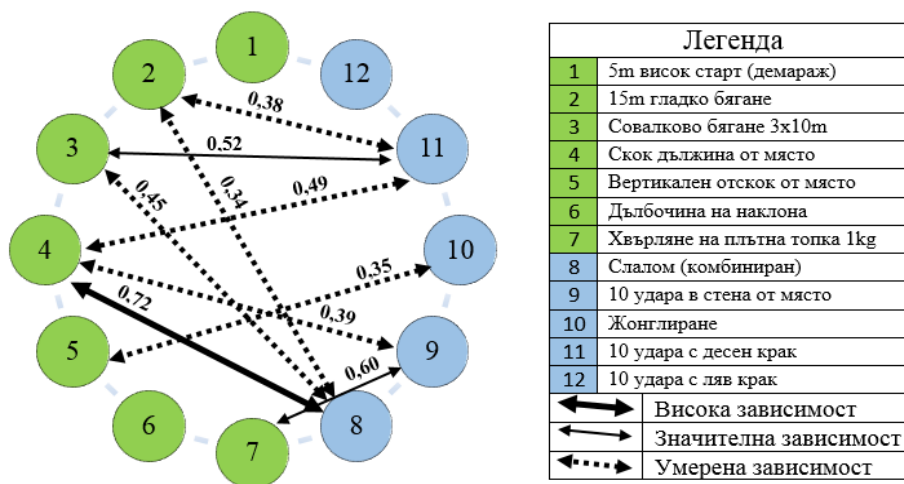 1
2
12
0,38
3
0,52
11
0,45
0,34
0,49
4
10
0,35
0,72
0,39
5
9
0,60
6
8
7
Легенда
1 5m висок старт (демараж)
2 15m гладко бягане
3 Совалково бягане 3x10m
4 Скок дължина от място
5 Вертикален отскок от място
6 Дълбочина на наклона
7 Хвърляне на плътна топка 1kg
8 Слалом (комбиниран)
9 10 удара в стена от място
10 Жонглиране
11 10 удара с десен крак
12 10 удара с ляв крак
Висока зависимост
Значителна зависимост
Умерена зависимост